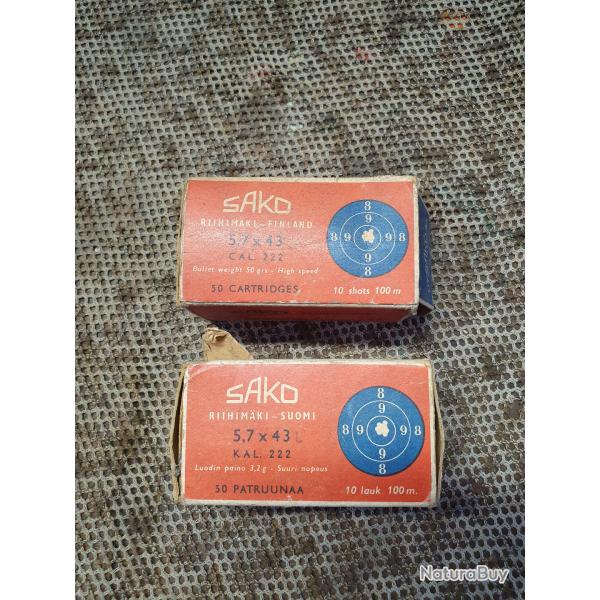 SAKO
RIIHIMÄKI – FINLAND
5,7 x 43
CAL. 222
Bullet weight 50 grs - High speed
50 CARTRIDGES
8
9
8 9 9 8
9
8
10 shots 100 m
SAKO
RIIHIMÄKI – SUOMI
5,7 x 43
KAL. 222
Luodin paino 3,2 g - Suuri nopeus
50 PATRUUNAA
8
9
8 9 9 8
9
8
10 lauk 100 m.
NaturaBuy